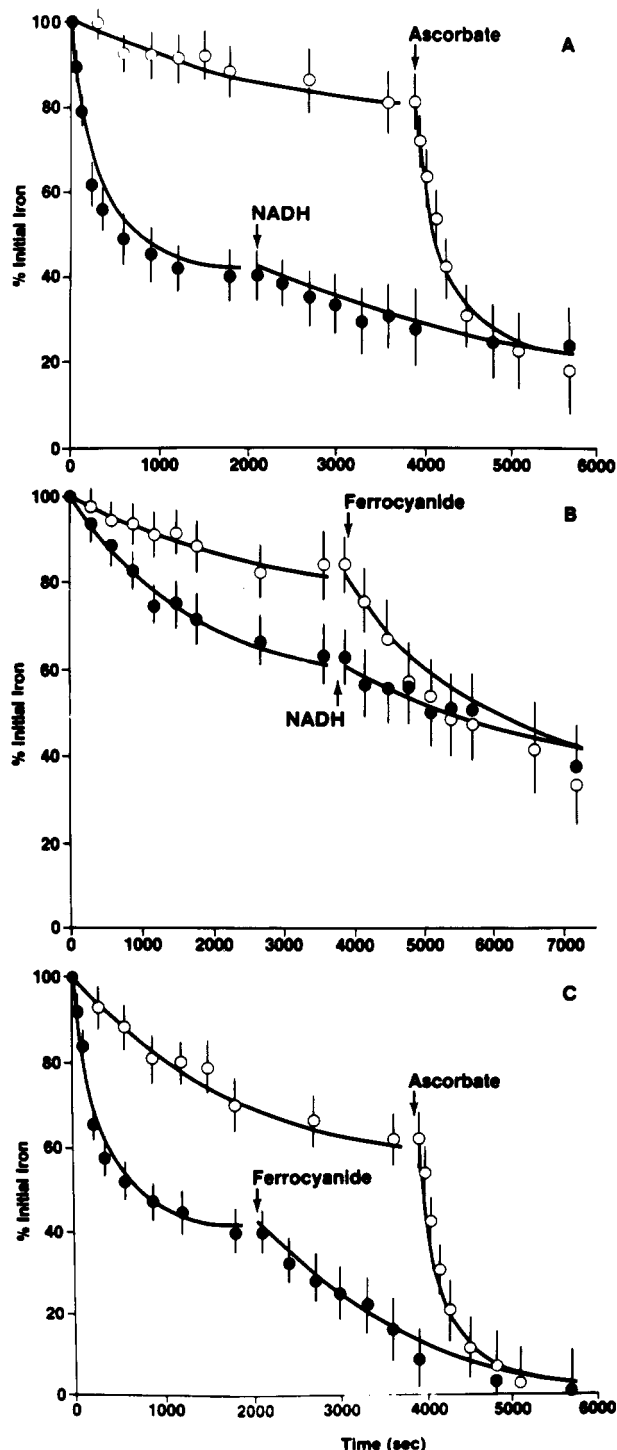 A
Ascorbate
NADH
% Initial Iron
100
80
60
40
20
0
0 1000 2000 3000 4000 5000 6000
B
Ferrocyanide
NADH
% Initial Iron
100
80
60
40
20
0
0 1000 2000 3000 4000 5000 6000 7000
C
Ascorbate
Ferrocyanide
% Initial Iron
100
80
60
40
20
0
0 1000 2000 3000 4000 5000 6000
Time (sec)